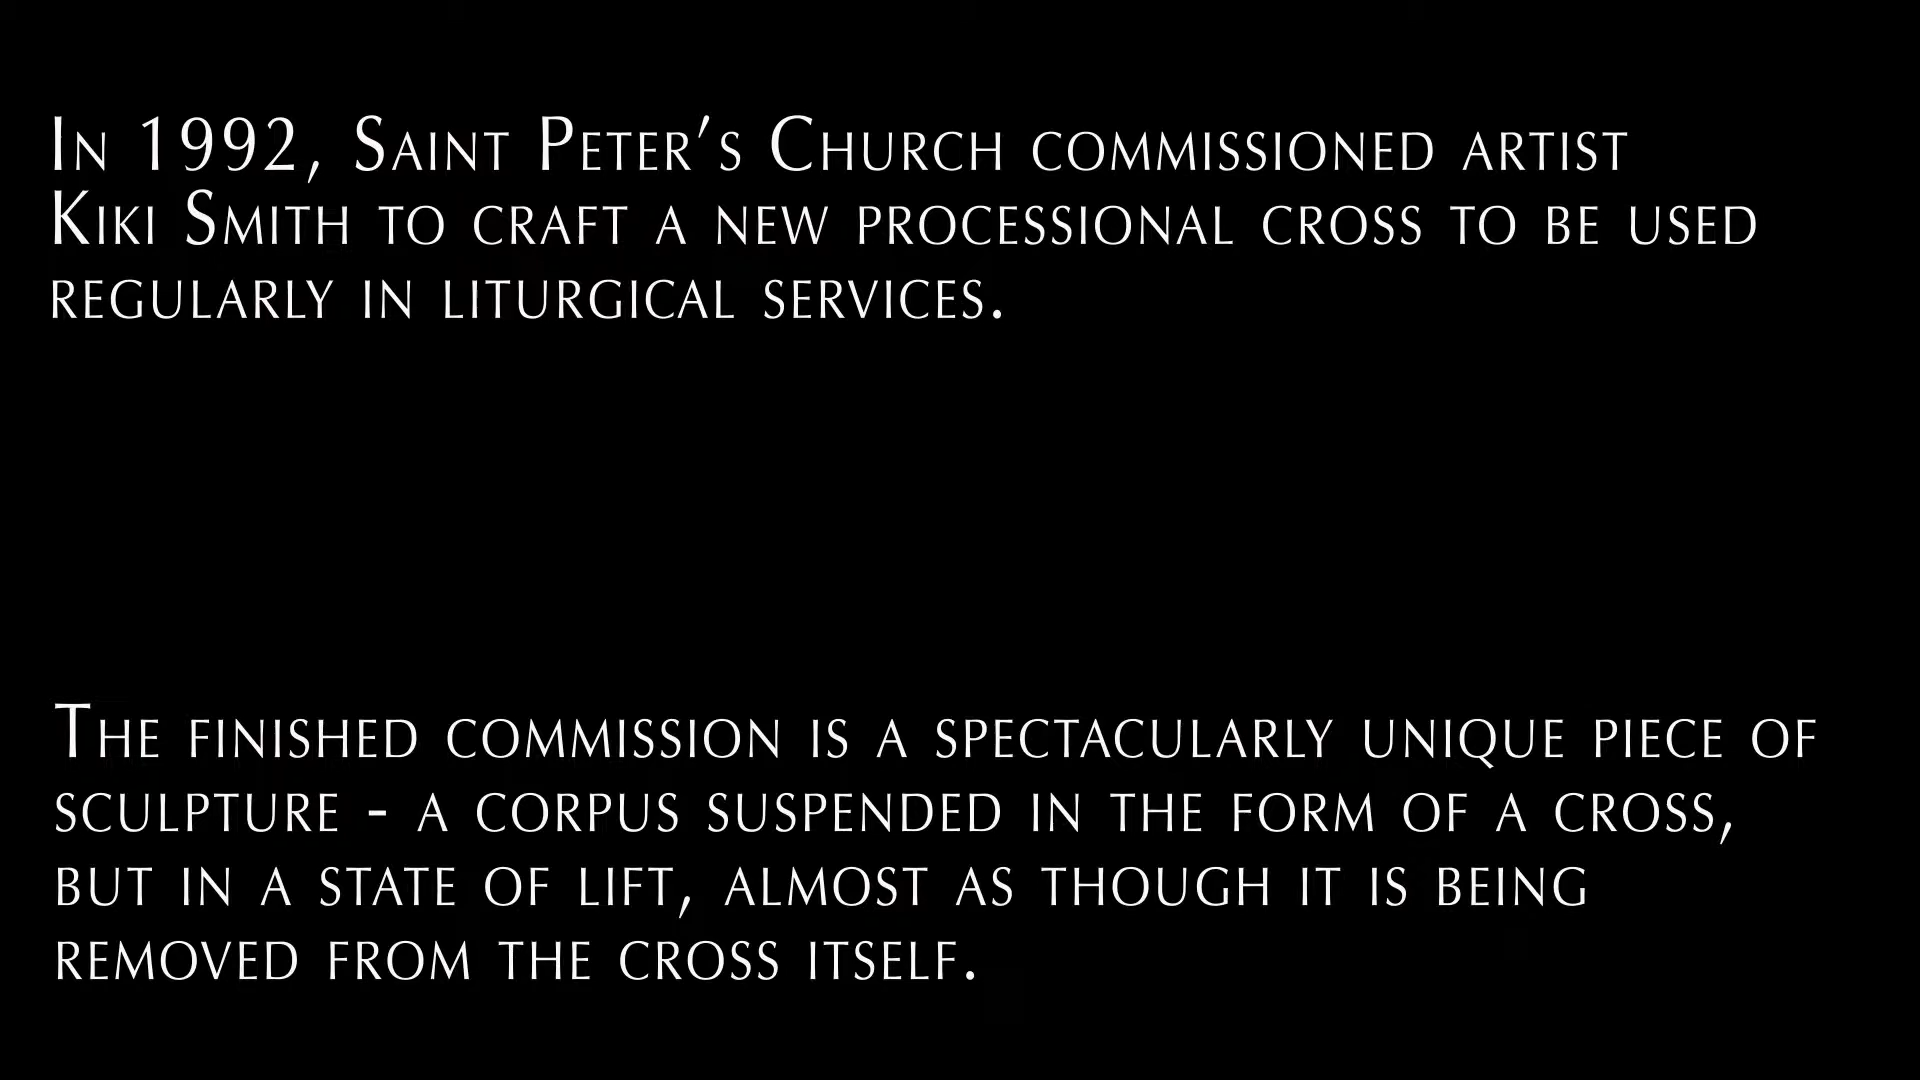 In 1992, Saint Peter's Church commissioned artist
Kiki Smith to craft a new processional cross to be used
regularly in liturgical services.
The finished commission is a spectacularly unique piece of
sculpture - a corpus suspended in the form of a cross,
but in a state of lift, almost as though it is being
removed from the cross itself.